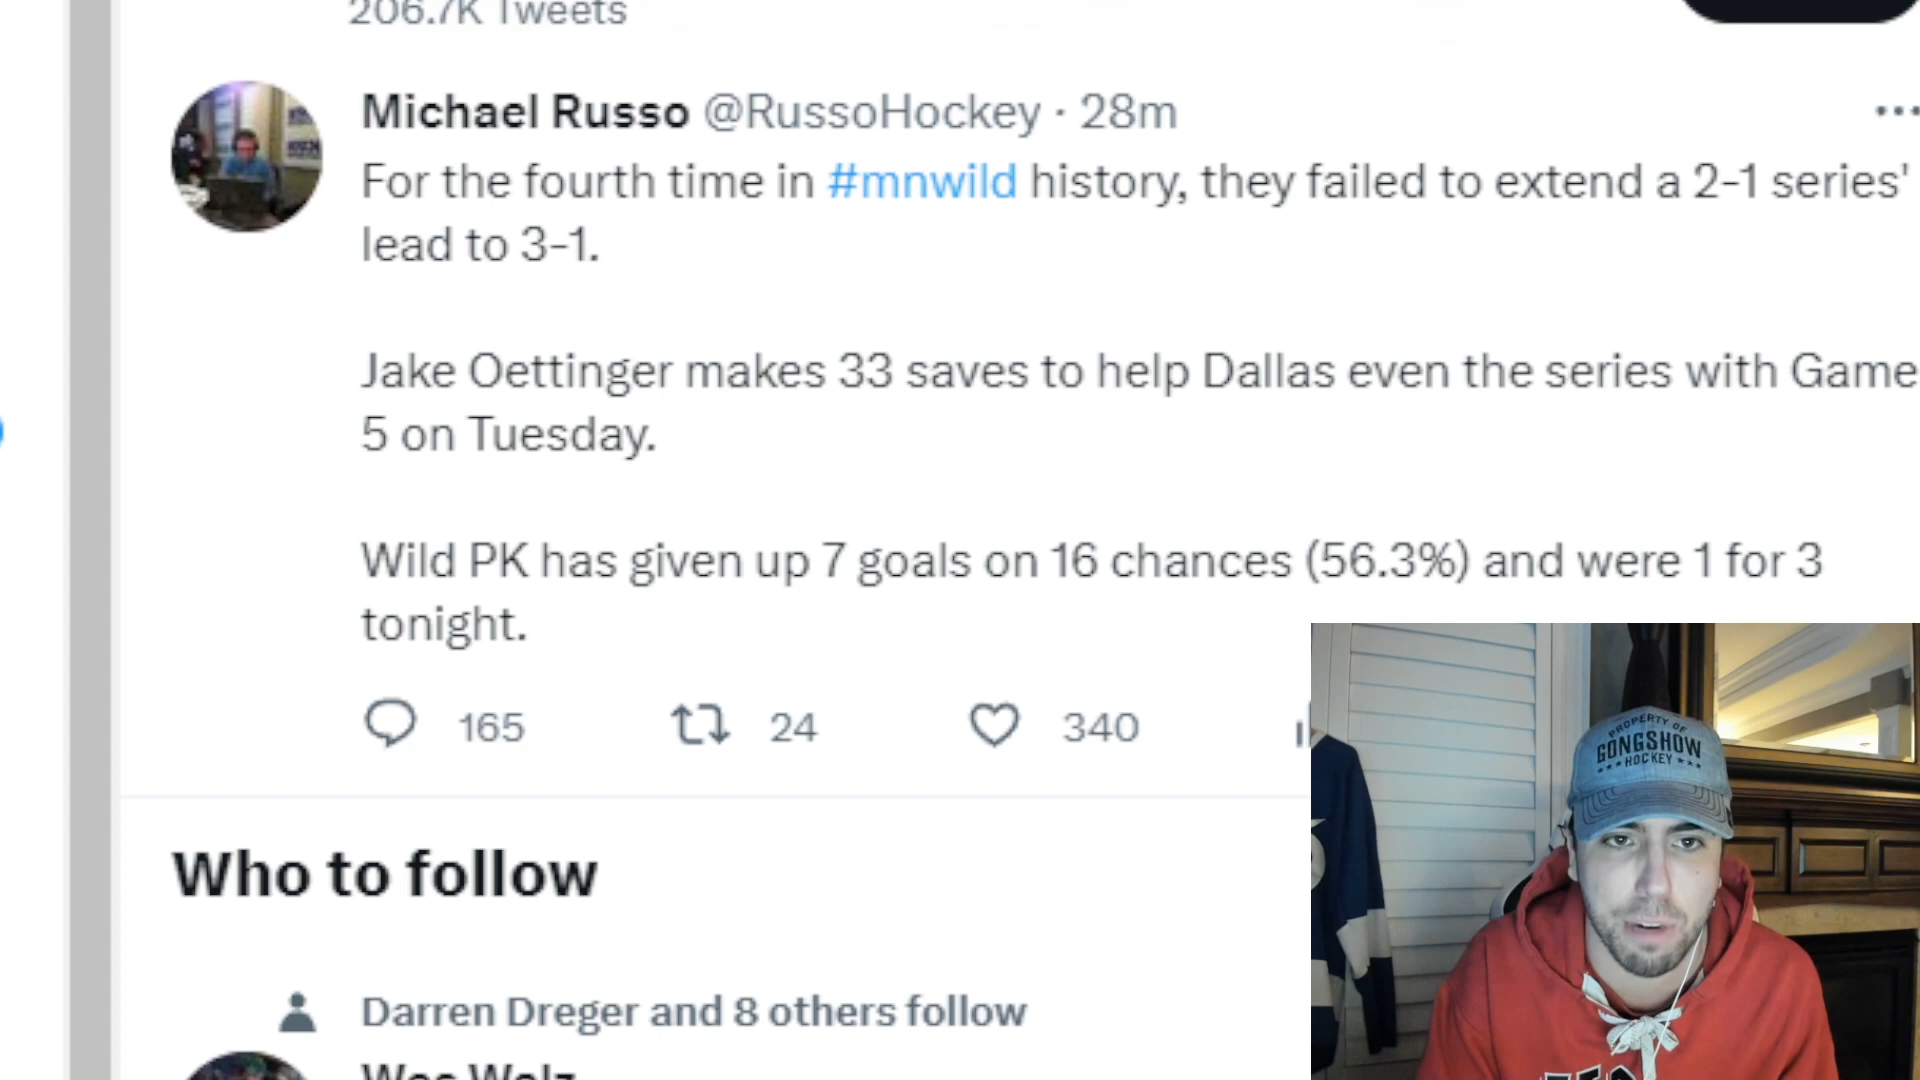 206.7K Tweets
Michael Russo @RussoHockey · 28m
For the fourth time in #mnwild history, they failed to extend a 2-1 series'
lead to 3-1.
Jake Oettinger makes 33 saves to help Dallas even the series with Game
5 on Tuesday.
Wild PK has given up 7 goals on 16 chances (56.3%) and were 1 for 3
tonight.
165 24 340
PROPERTY OF
GONGSHOW
HOCKEY
Who to follow
Darren Dreger and 8 others follow
Wes Walz